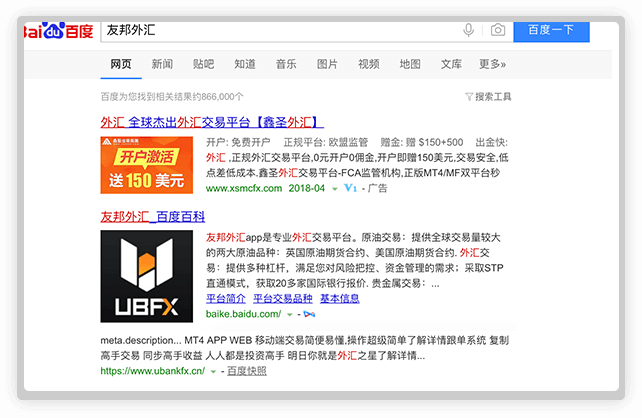 Bai du 百度
友邦外汇
百度一下
网页 新闻 贴吧 知道 音乐 图片 视频 地图 文库 更多»
百度为您找到相关结果约866,000个
搜索工具
外汇 全球杰出外汇交易平台【鑫圣外汇】
开户激活
送 150 美元
开户: 免费开户 正规平台: 欧盟监管 赠金: 赠 $150+500 出金快:
外汇 ,正规外汇交易平台,0元开户0佣金,开户即赠150美元,交易安全,低
点差低成本.鑫圣外汇交易平台-FCA监管机构,正版MT4/MF双平台秒
www.xsmcfx.com 2018-04 V1 - 广告
友邦外汇_百度百科
UBFX
友邦外汇app是专业外汇交易平台。原油交易：提供全球交易量较大
的两大原油品种：英国原油期货合约、美国原油期货合约. 外汇交
易：提供多种杠杆，满足您对风险把控、资金管理的需求；采取STP
直通模式，获取20多家国际银行报价. 贵金属交易：...
平台简介 平台交易品种 基本信息
baike.baidu.com/ -
meta.description... MT4 APP WEB 移动端交易简便易懂,操作超级简单了解详情跟单系统 复制
高手交易 同步高手收益 人人都是投资高手 明日你就是外汇之星了解详情...
https://www.ubankfx.cn/ - 百度快照